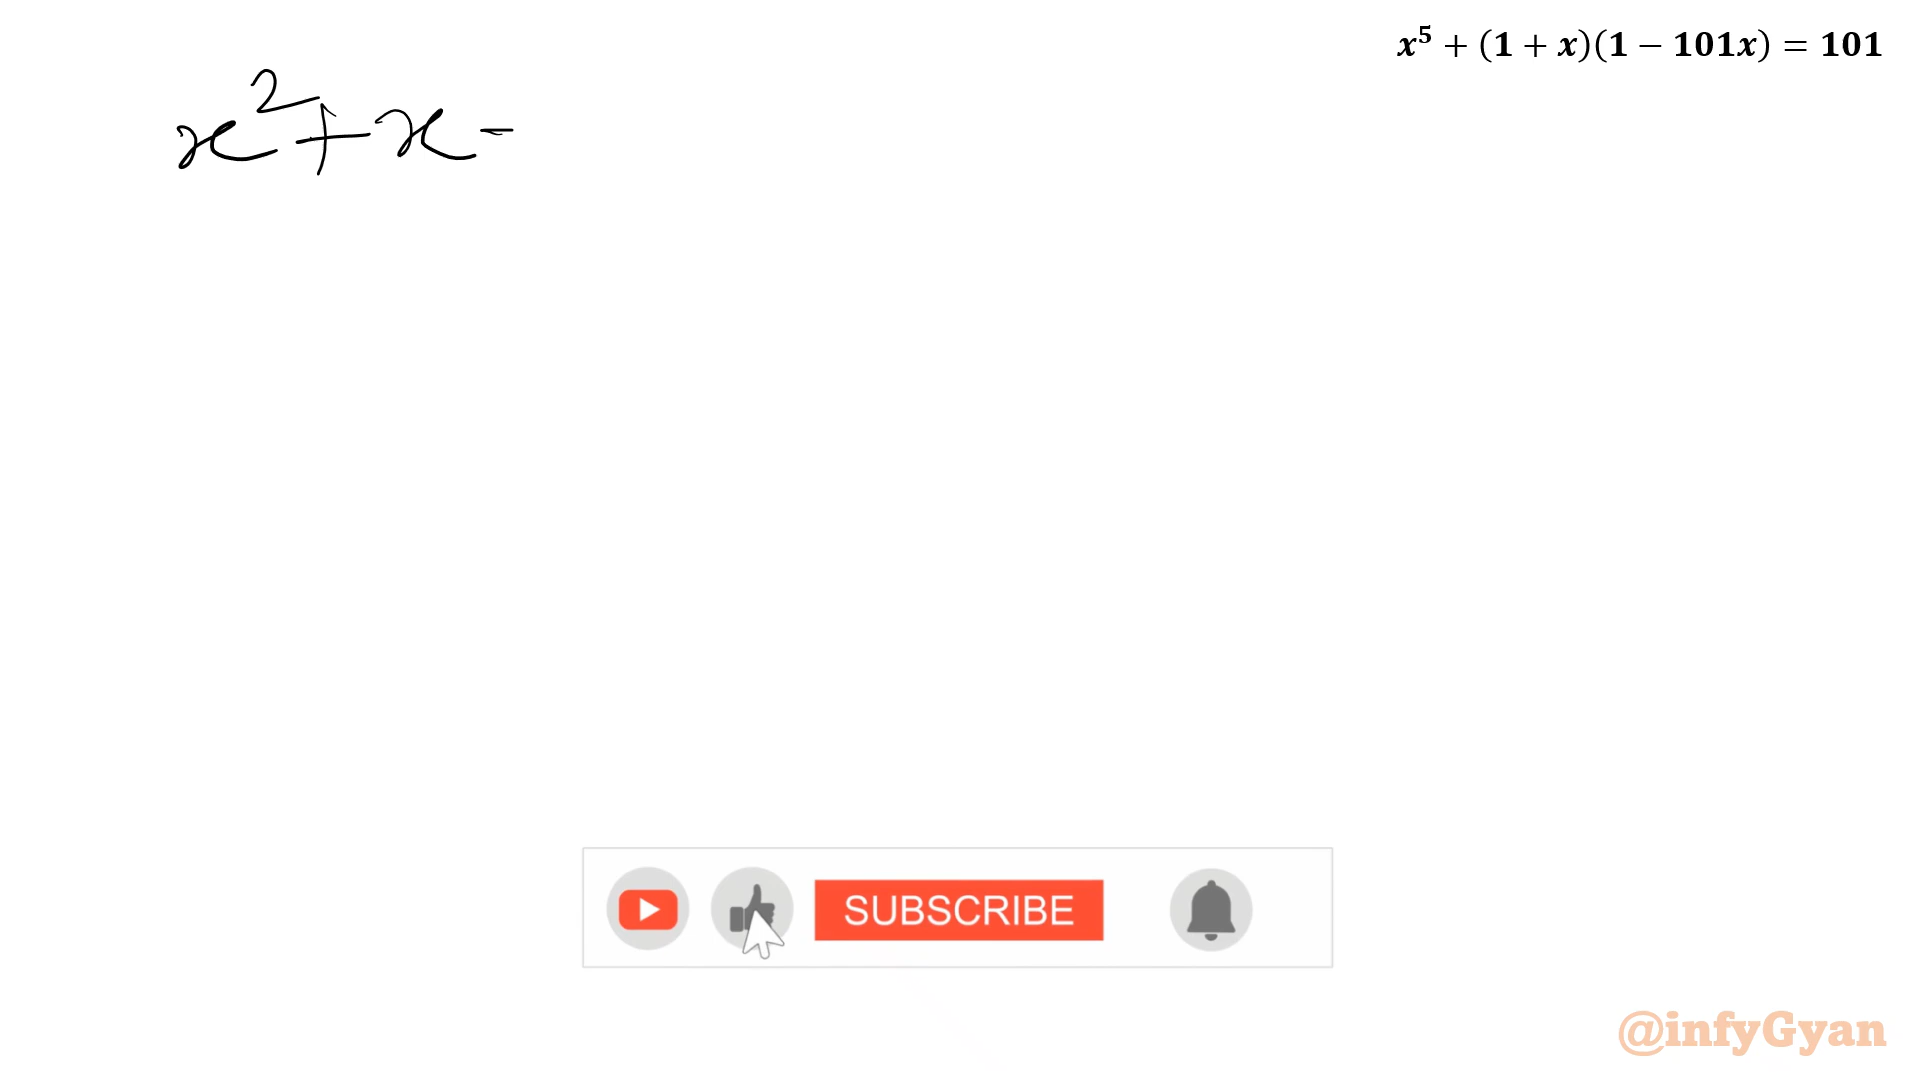 x⁵ + (1 + x)(1 − 101x) = 101
x² + x -
SUBSCRIBE
@infyGyan